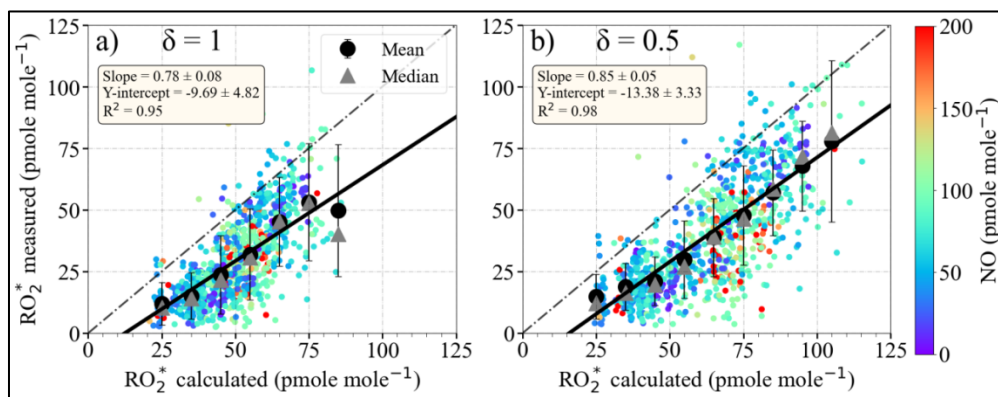 a) δ = 1
Mean
Median
Slope = 0.78 ± 0.08
Y-intercept = -9.69 ± 4.82
R² = 0.95
125
100
75
50
25
0
0 25 50 75 100 125
RO₂* measured (pmole mole⁻¹)
RO₂* calculated (pmole mole⁻¹)
b) δ = 0.5
Slope = 0.85 ± 0.05
Y-intercept = -13.38 ± 3.33
R² = 0.98
125
100
75
50
25
0
0 25 50 75 100 125
RO₂* calculated (pmole mole⁻¹)
200
150
100
50
0
NO (pmole mole⁻¹)